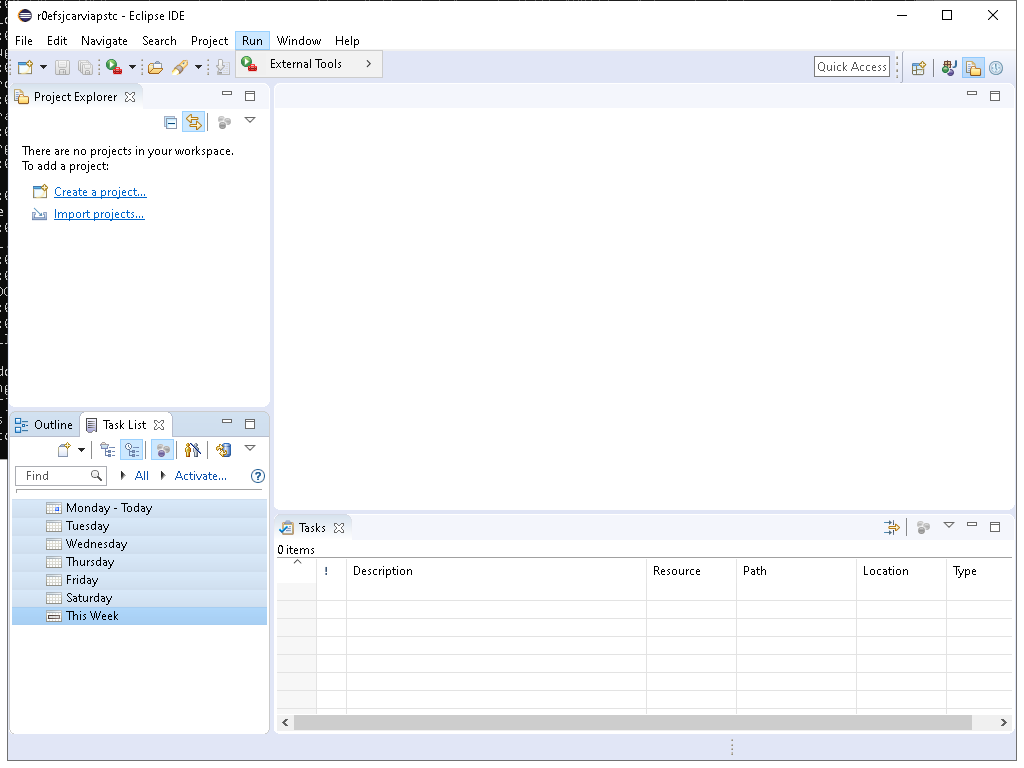 r0efsjcarviapstc - Eclipse IDE
File Edit Navigate Search Project Run Window Help
External Tools
Quick Access
Project Explorer
There are no projects in your workspace.
To add a project:
Create a project...
Import projects...
Outline Task List
Find All Activate...
Monday - Today
Tuesday
Wednesday
Thursday
Friday
Saturday
This Week
Tasks
0 items
! Description Resource Path Location Type